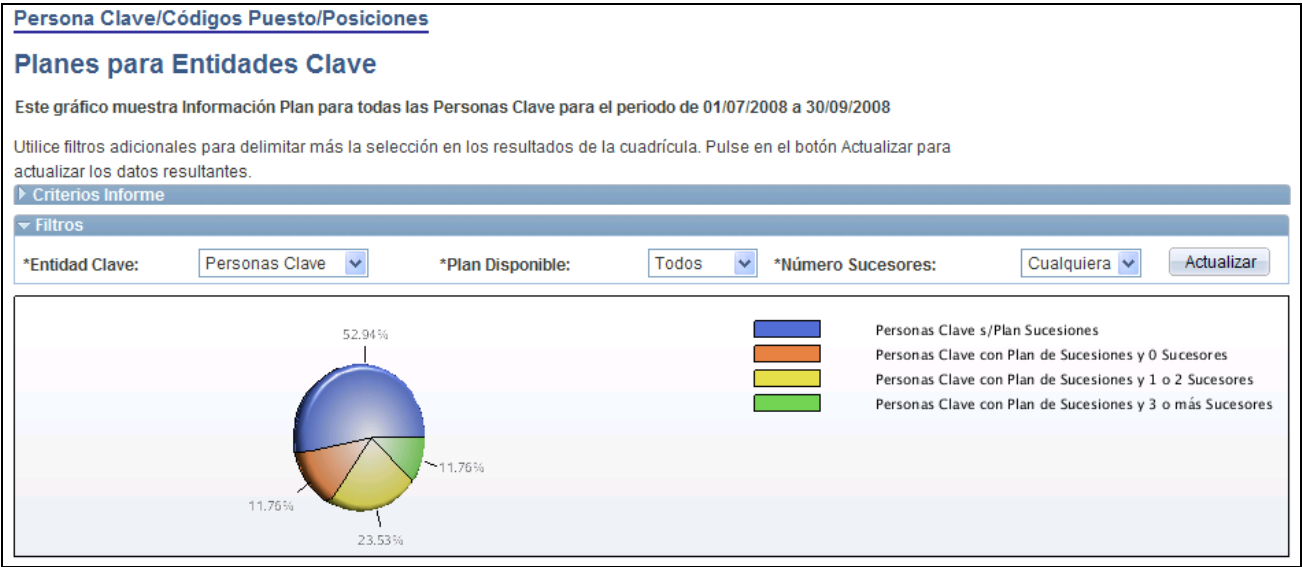 Persona Clave/Códigos Puesto/Posiciones
Planes para Entidades Clave
Este gráfico muestra Información Plan para todas las Personas Clave para el periodo de 01/07/2008 a 30/09/2008
Utilice filtros adicionales para delimitar más la selección en los resultados de la cuadrícula. Pulse en el botón Actualizar para
actualizar los datos resultantes.
Criterios Informe
Filtros
*Entidad Clave: Personas Clave *Plan Disponible: Todos *Número Sucesores: Cualquiera Actualizar
52.94%
11.76%
11.76%
23.53%
Personas Clave s/Plan Sucesiones
Personas Clave con Plan de Sucesiones y 0 Sucesores
Personas Clave con Plan de Sucesiones y 1 o 2 Sucesores
Personas Clave con Plan de Sucesiones y 3 o más Sucesores